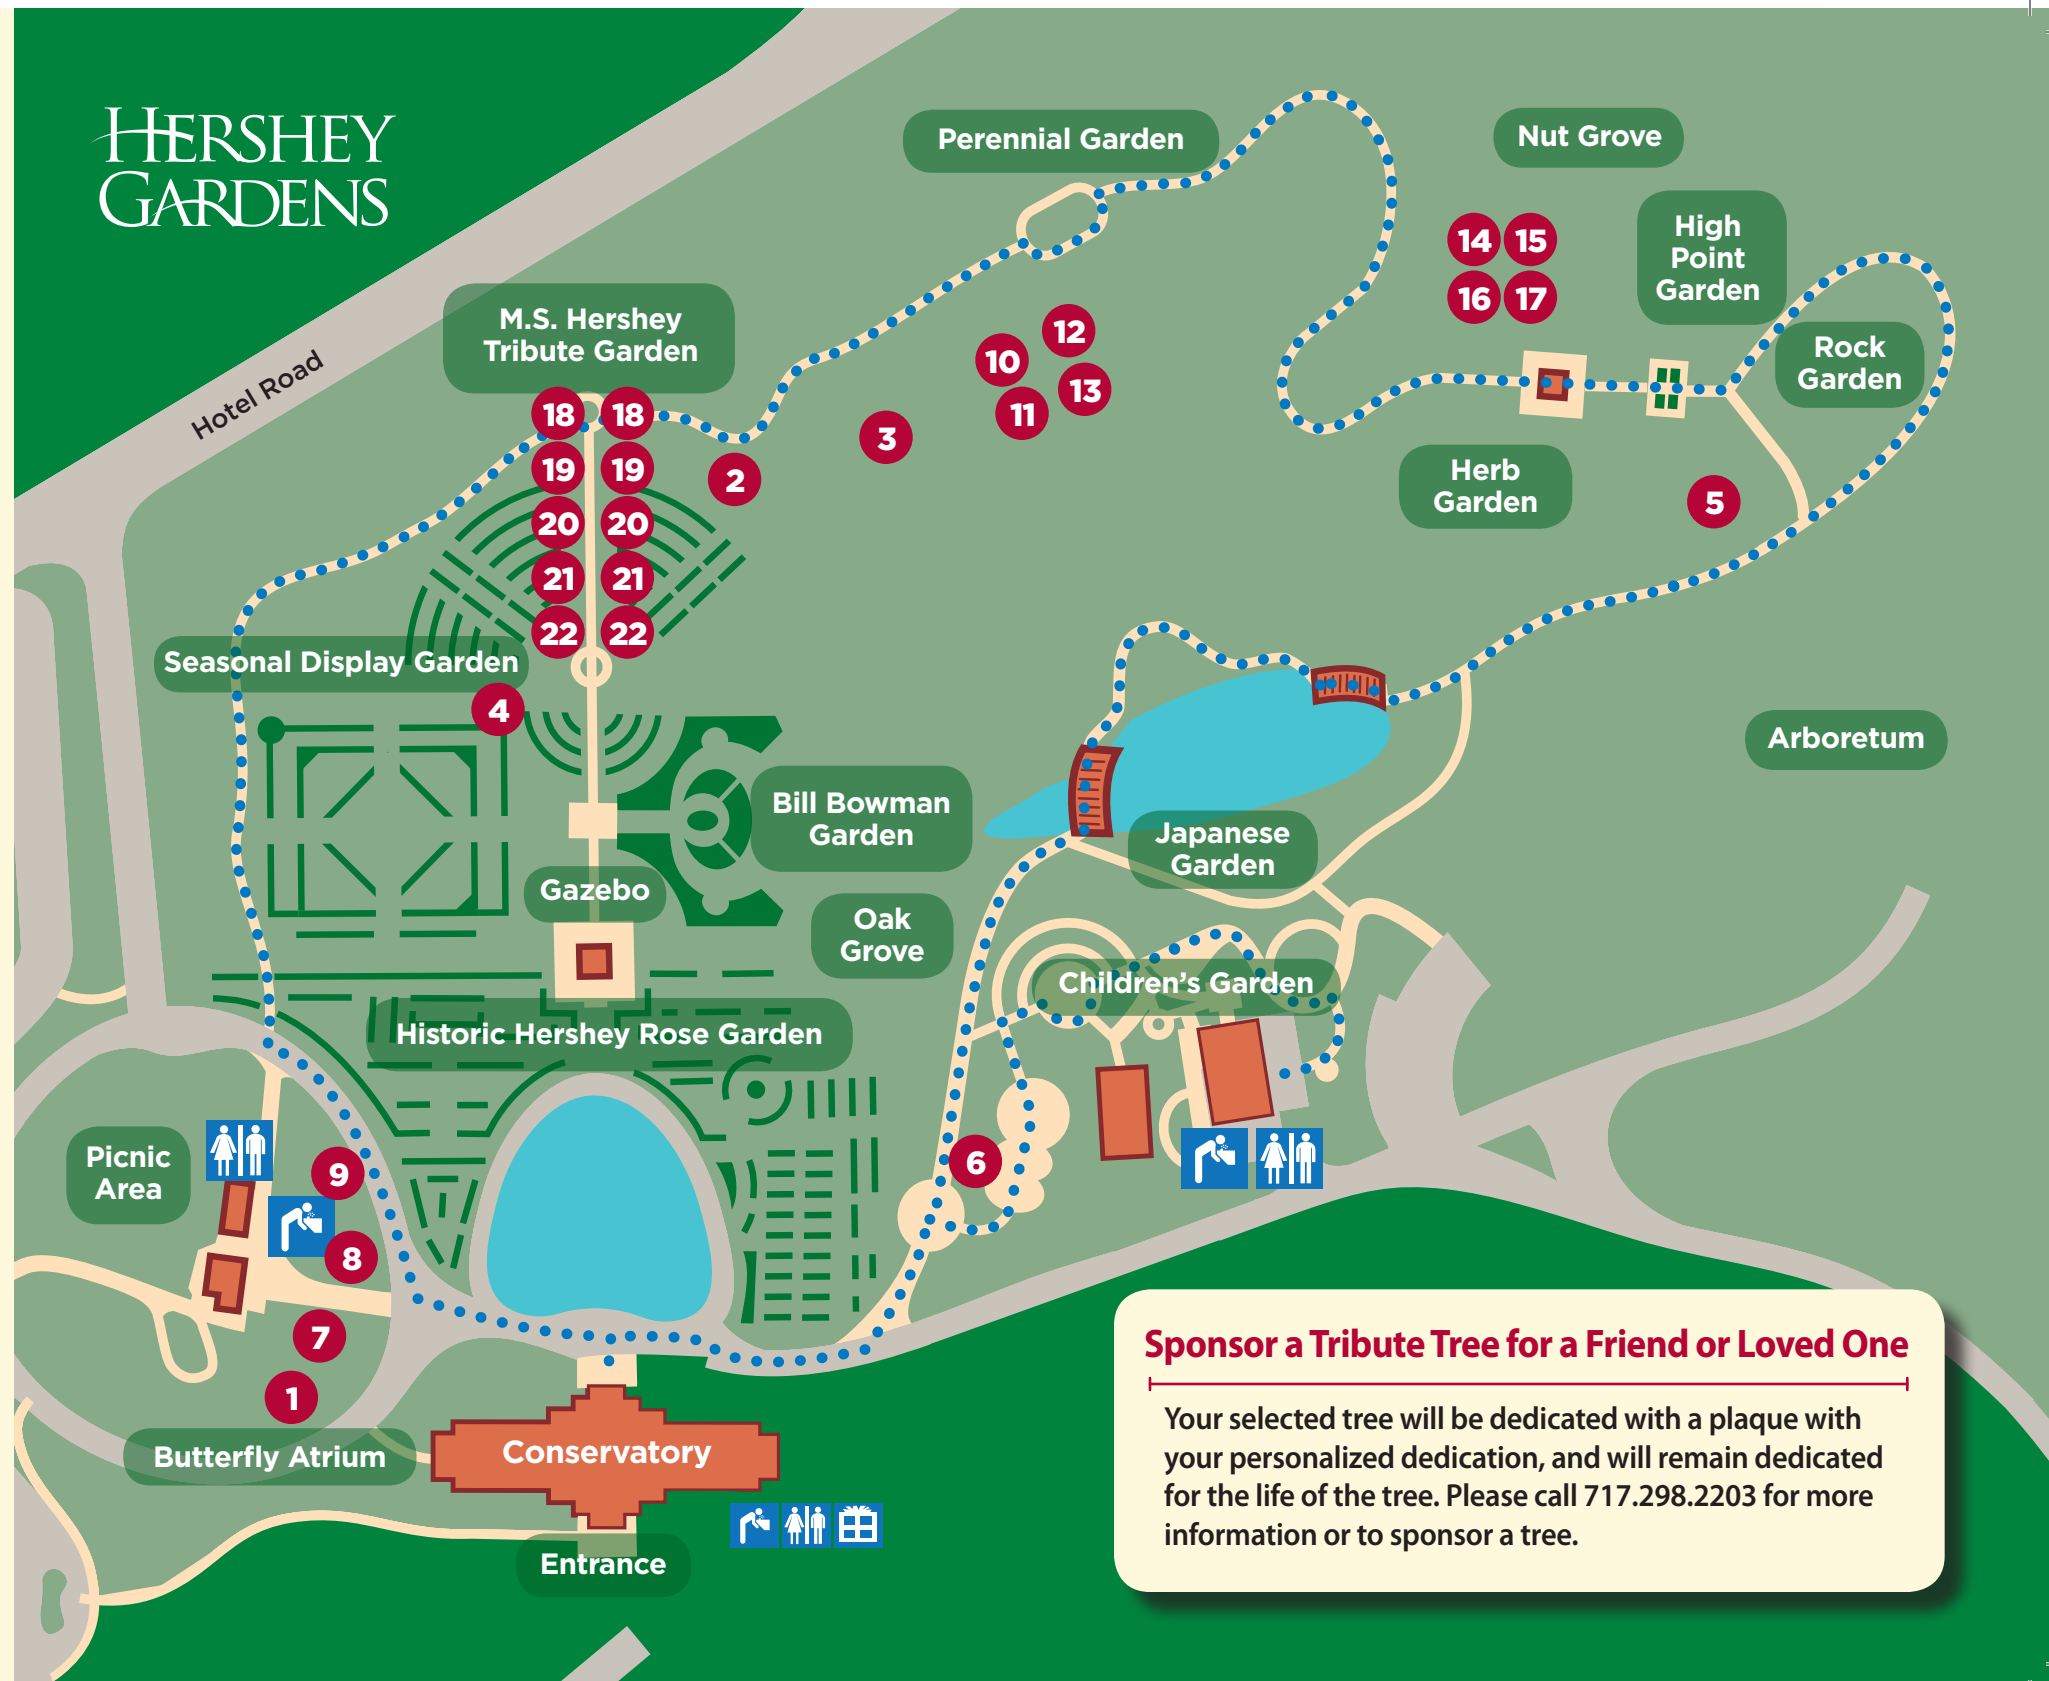 HERSHEY
GARDENS
Perennial Garden
Nut Grove
High
Point
Garden
14 15
16 17
M.S. Hershey
Tribute Garden
Hotel Road
12
10
13
11
3
Rock
Garden
18 18
19 19
2
20 20
21 21
22 22
Herb
Garden
5
Seasonal Display Garden
4
Arboretum
Bill Bowman
Garden
Japanese
Garden
Gazebo
Oak
Grove
Children's Garden
Historic Hershey Rose Garden
Picnic
Area
9
6
8
7
1
Butterfly Atrium
Conservatory
Entrance
Sponsor a Tribute Tree for a Friend or Loved One
Your selected tree will be dedicated with a plaque with
your personalized dedication, and will remain dedicated
for the life of the tree. Please call 717.298.2203 for more
information or to sponsor a tree.